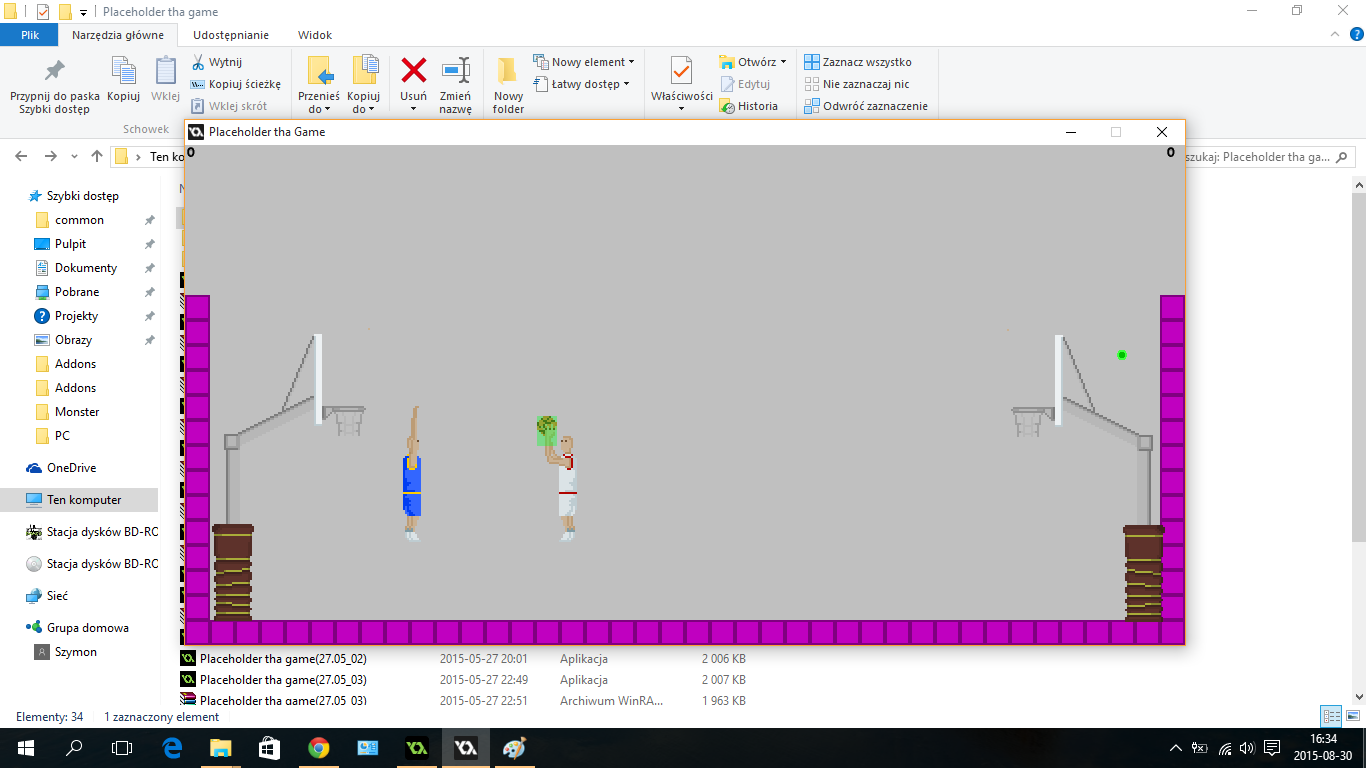 Placeholder tha game
Plik Narzędzia główne Udostępnianie Widok
Przypnij do paska Szybki dostęp
Kopiuj
Wklej
Wytnij
Kopiuj ścieżkę
Wklej skrót
Schowek
Przenieś do
Kopiuj do
Usuń
Zmień nazwę
Nowy folder
Nowy element
Łatwy dostęp
Właściwości
Otwórz
Edytuj
Historia
Zaznacz wszystko
Nie zaznaczaj nic
Odwróć zaznaczenie
Placeholder tha Game
0 0
Ten ko
szukaj: Placeholder tha ga...
Szybki dostęp
common
Pulpit
Dokumenty
Pobrane
Projekty
Obrazy
Addons
Addons
Monster
PC
OneDrive
Ten komputer
Stacja dysków BD-RO
Stacja dysków BD-RO
Sieć
Grupa domowa
Szymon
Placeholder tha game(27.05_02) 2015-05-27 20:01 Aplikacja 2 006 KB
Placeholder tha game(27.05_03) 2015-05-27 22:49 Aplikacja 2 007 KB
Placeholder tha game(27.05_03) 2015-05-27 22:51 Archiwum WinRA... 1 963 KB
Elementy: 34 1 zaznaczony element
16:34
2015-08-30